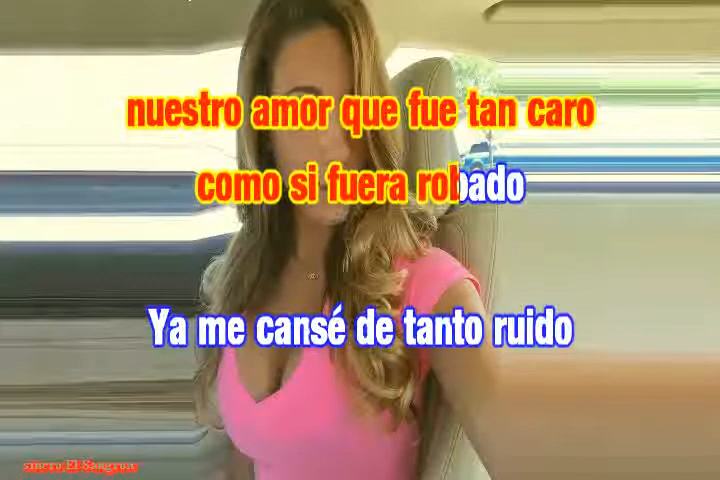 nuestro amor que fue tan caro
como si fuera robado
Ya me cansé de tanto ruido